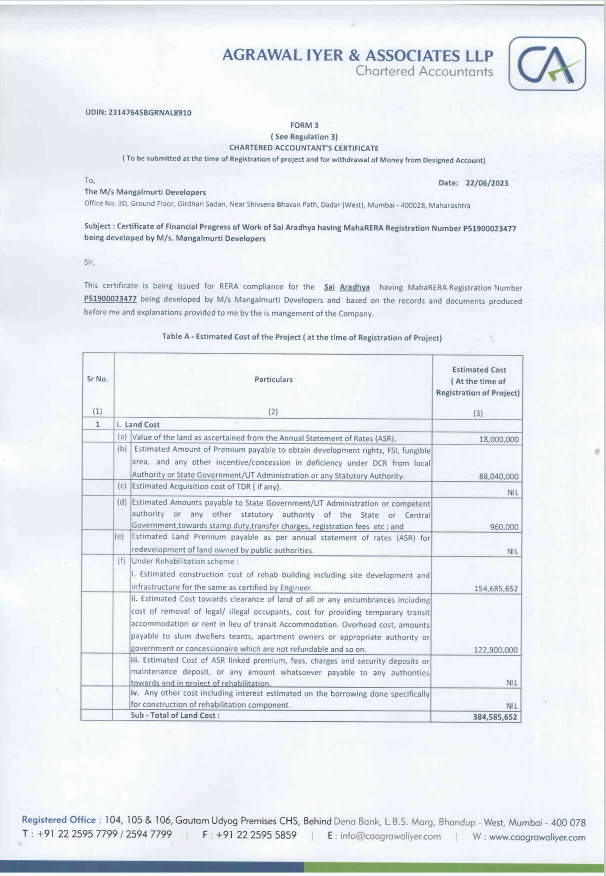 AGRAWAL IYER & ASSOCIATES LLP
Chartered Accountants
CA
UDIN: 23147645BGRNAL8910
FORM 3
( See Regulation 3)
CHARTERED ACCOUNTANT'S CERTIFICATE
( To be submitted at the time of Registration of project and for withdrawal of Money from Designed Account)
To,
Date: 22/06/2023
The M/s Mangalmurti Developers
Office No. 3D, Ground Floor, Girdhari Sadan, Near Shivsena Bhavan Path, Dadar (West), Mumbai - 400028, Maharashtra
Subject : Certificate of Financial Progress of Work of Sai Aradhya having MahaRERA Registration Number P51900023477
being developed by M/s. Mangalmurti Developers
Sir,
This certificate is being issued for RERA compliance for the Sai Aradhya having MahaRERA Registration Number
P51900023477 being developed by M/s Mangalmurti Developers and based on the records and documents produced
before me and explanations provided to me by the is mangement of the Company.
Table A - Estimated Cost of the Project ( at the time of Registration of Project)
Sr No.
Particulars
Estimated Cost
( At the time of
Registration of Project)
(1)
(2)
(3)
1
i. Land Cost
(a) Value of the land as ascertained from the Annual Statement of Rates (ASR). 18,000,000
(b) Estimated Amount of Premium payable to obtain development rights, FSI, fungible
area, and any other incentive/concession in deficiency under DCR from local
Authority or State Government/UT Administration or any Statutory Authority. 88,040,000
(c) Estimated Acquisition cost of TDR ( if any). NIL
(d) Estimated Amounts payable to State Government/UT Administration or competent
authority or any other statutory authority of the State or Central
Government,towards stamp duty,transfer charges, registration fees etc ; and 960,000
(e) Estimated Land Premium payable as per annual statement of rates (ASR) for
redevelopment of land owned by public authorities. NIL
(f) Under Rehabilitation scheme :
i. Estimated construction cost of rehab building including site development and
infrastructure for the same as certified by Engineer. 154,685,652
ii. Estimated Cost towards clearance of land of all or any encumbrances including
cost of removal of legal/ illegal occupants, cost for providing temporary transit
accommodation or rent in lieu of transit Accommodation. Overhead cost, amounts
payable to slum dwellers teants, apartment owners or appropriate authority or
government or concessionaire which are not refundable and so on. 122,900,000
iii. Estimated Cost of ASR linked premium, fees, charges and security deposits or
maintenance deposit, or any amount whatsoever payable to any authorities
towards and in project of rehabilitation. NIL
iv. Any other cost including interest estimated on the borrowing done specifically
for construction of rehabilitation component. NIL
Sub - Total of Land Cost : 384,585,652
Registered Office : 104, 105 & 106, Gautam Udyog Premises CHS, Behind Dena Bank, L.B.S. Marg, Bhandup - West, Mumbai - 400 078
T : +91 22 2595 7799 / 2594 7799 | F : +91 22 2595 5859 | E : info@caagrawaliyer.com | W : www.caagrawaliyer.com